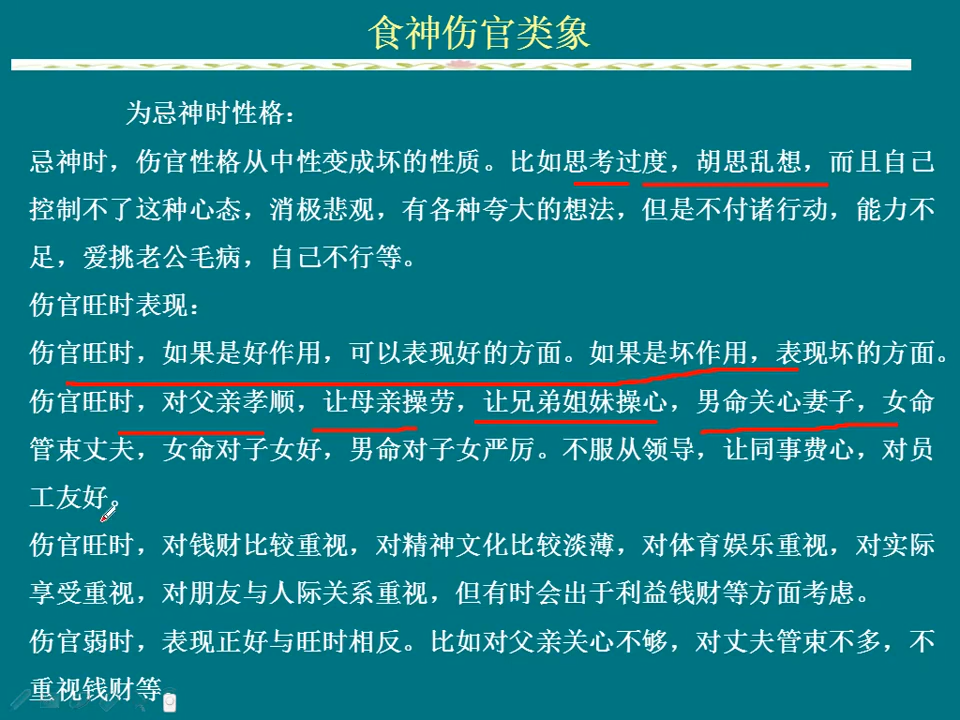 食神伤官类象
为忌神时性格：
忌神时，伤官性格从中性变成坏的性质。比如思考过度，胡思乱想，而且自己
控制不了这种心态，消极悲观，有各种夸大的想法，但是不付诸行动，能力不
足，爱挑老公毛病，自己不行等。
伤官旺时表现：
伤官旺时，如果是好作用，可以表现好的方面。如果是坏作用，表现坏的方面。
伤官旺时，对父亲孝顺，让母亲操劳，让兄弟姐妹操心，男命关心妻子，女命
管束丈夫，女命对子女好，男命对子女严厉。不服从领导，让同事费心，对员
工友好。
伤官旺时，对钱财比较重视，对精神文化比较淡薄，对体育娱乐重视，对实际
享受重视，对朋友与人际关系重视，但有时会出于利益钱财等方面考虑。
伤官弱时，表现正好与旺时相反。比如对父亲关心不够，对丈夫管束不多，不
重视钱财等。